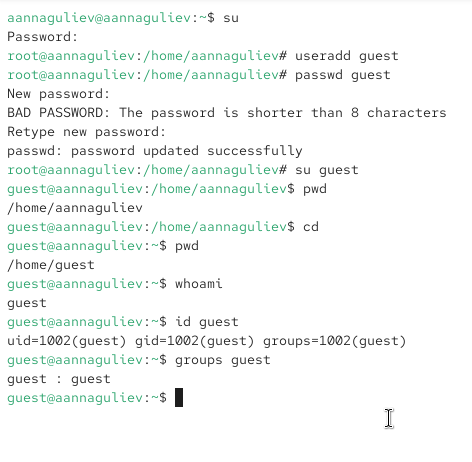 aannaguliev@aannaguliev:~$ su
Password:
root@aannaguliev:/home/aannaguliev# useradd guest
root@aannaguliev:/home/aannaguliev# passwd guest
New password:
BAD PASSWORD: The password is shorter than 8 characters
Retype new password:
passwd: password updated successfully
root@aannaguliev:/home/aannaguliev# su guest
guest@aannaguliev:/home/aannaguliev$ pwd
/home/aannaguliev
guest@aannaguliev:/home/aannaguliev$ cd
guest@aannaguliev:~$ pwd
/home/guest
guest@aannaguliev:~$ whoami
guest
guest@aannaguliev:~$ id guest
uid=1002(guest) gid=1002(guest) groups=1002(guest)
guest@aannaguliev:~$ groups guest
guest : guest
guest@aannaguliev:~$